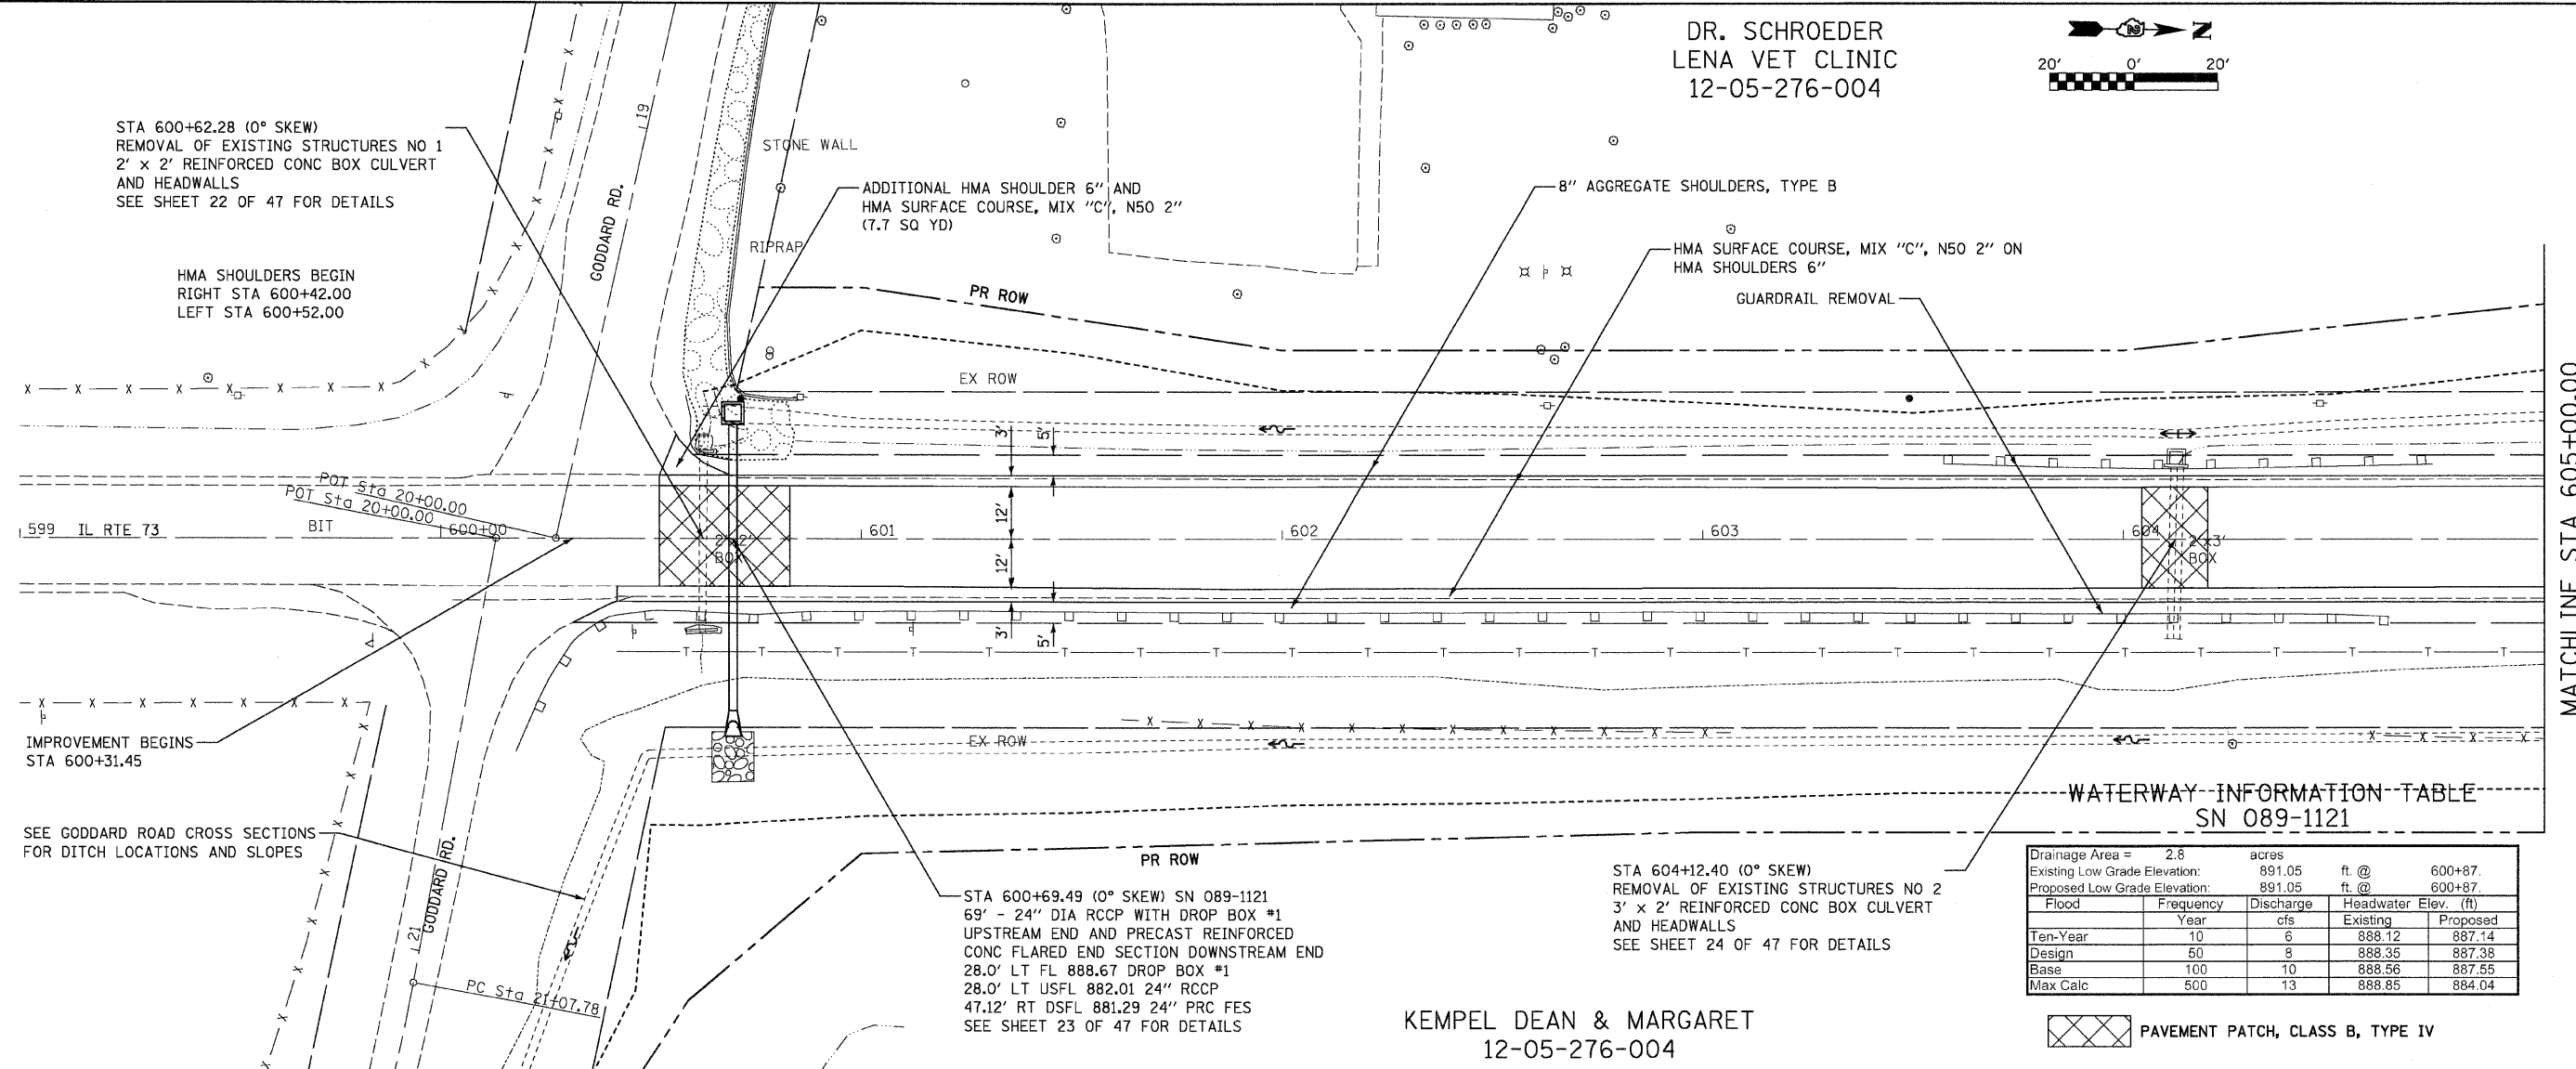 DR. SCHROEDER
LENA VET CLINIC
12-05-276-004
N
20' 0' 20'
STA 600+62.28 (0° SKEW)
REMOVAL OF EXISTING STRUCTURES NO 1
2' x 2' REINFORCED CONC BOX CULVERT
AND HEADWALLS
SEE SHEET 22 OF 47 FOR DETAILS
HMA SHOULDERS BEGIN
RIGHT STA 600+42.00
LEFT STA 600+52.00
GODDARD RD.
19
STONE WALL
RIPRAP
ADDITIONAL HMA SHOULDER 6" AND
HMA SURFACE COURSE, MIX "C", N50 2"
(7.7 SQ YD)
8" AGGREGATE SHOULDERS, TYPE B
HMA SURFACE COURSE, MIX "C", N50 2" ON
HMA SHOULDERS 6"
GUARDRAIL REMOVAL
PR ROW
EX ROW
3' 5'
12'
12'
3' 5'
POT Sta 20+00.00
POT Sta 20+00.00
599 IL RTE 73 BIT 600+00 601 602 603 604
2'x2'
BOX
2'x3'
BOX
T T T T T T T T T T T T T T T T T T T T T T T T T
MATCHLINE STA 605+00.00
IMPROVEMENT BEGINS
STA 600+31.45
SEE GODDARD ROAD CROSS SECTIONS
FOR DITCH LOCATIONS AND SLOPES
GODDARD RD.
21
PC Sta 21+07.78
EX ROW
PR ROW
STA 600+69.49 (0° SKEW) SN 089-1121
69' - 24" DIA RCCP WITH DROP BOX #1
UPSTREAM END AND PRECAST REINFORCED
CONC FLARED END SECTION DOWNSTREAM END
28.0' LT FL 888.67 DROP BOX #1
28.0' LT USFL 882.01 24" RCCP
47.12' RT DSFL 881.29 24" PRC FES
SEE SHEET 23 OF 47 FOR DETAILS
STA 604+12.40 (0° SKEW)
REMOVAL OF EXISTING STRUCTURES NO 2
3' x 2' REINFORCED CONC BOX CULVERT
AND HEADWALLS
SEE SHEET 24 OF 47 FOR DETAILS
KEMPEL DEAN & MARGARET
12-05-276-004
WATERWAY INFORMATION TABLE
SN 089-1121
Drainage Area = 2.8 acres
Existing Low Grade Elevation: 891.05 ft. @ 600+87.
Proposed Low Grade Elevation: 891.05 ft. @ 600+87.
Flood Frequency Discharge Headwater Elev. (ft)
Year cfs Existing Proposed
Ten-Year 10 6 888.12 887.14
Design 50 8 888.35 887.38
Base 100 10 888.56 887.55
Max Calc 500 13 888.85 884.04
PAVEMENT PATCH, CLASS B, TYPE IV